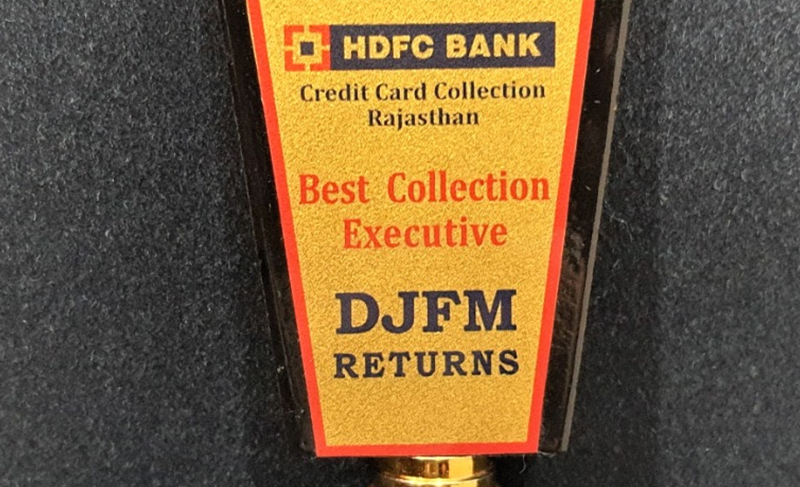 HDFC BANK
Credit Card Collection
Rajasthan
Best Collection
Executive
DJFM
RETURNS